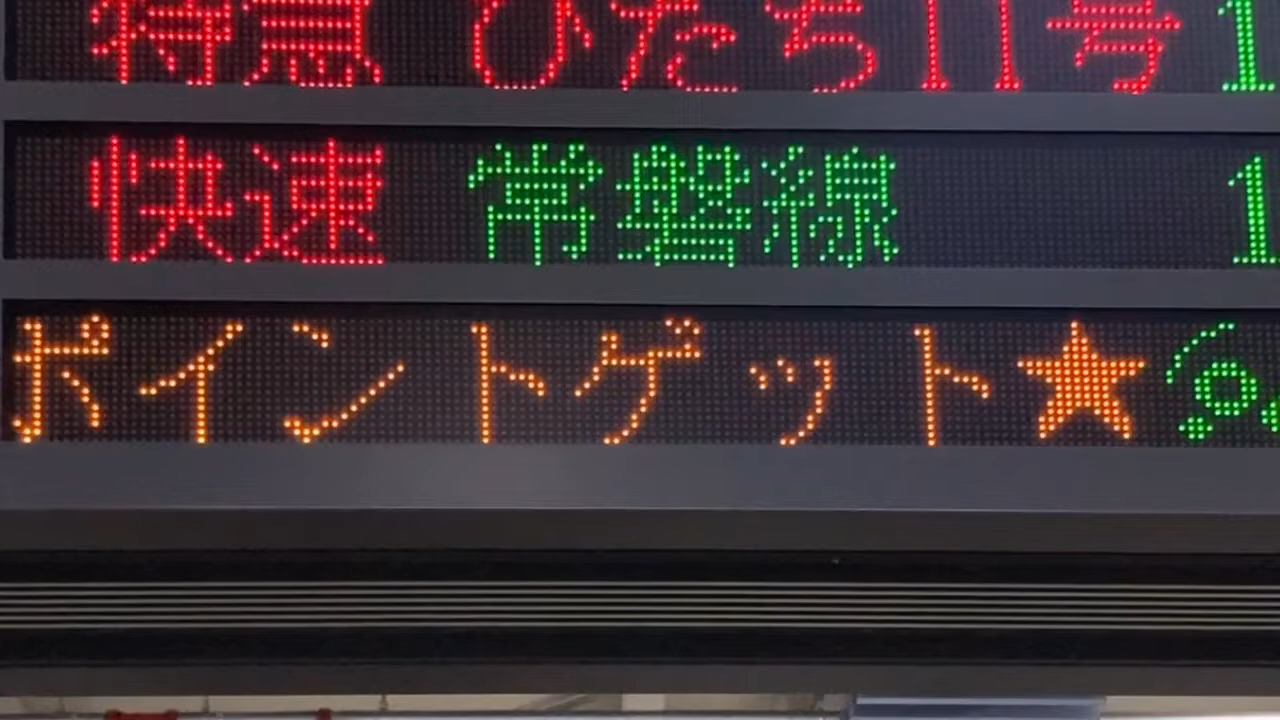 特急 ひたち11号 1
快速 常磐線 1
ポイントゲット★